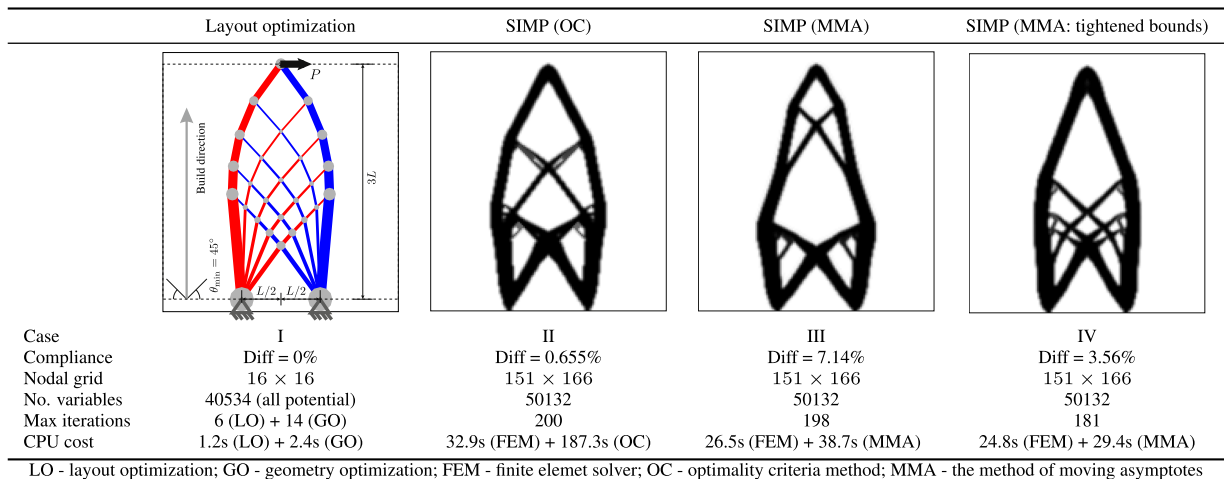 Layout optimization SIMP (OC) SIMP (MMA) SIMP (MMA: tightened bounds)
P
Build direction
3L
θmin = 45°
L/2 L/2
Case I II III IV
Compliance Diff = 0% Diff = 0.655% Diff = 7.14% Diff = 3.56%
Nodal grid 16 × 16 151 × 166 151 × 166 151 × 166
No. variables 40534 (all potential) 50132 50132 50132
Max iterations 6 (LO) + 14 (GO) 200 198 181
CPU cost 1.2s (LO) + 2.4s (GO) 32.9s (FEM) + 187.3s (OC) 26.5s (FEM) + 38.7s (MMA) 24.8s (FEM) + 29.4s (MMA)
LO - layout optimization; GO - geometry optimization; FEM - finite elemet solver; OC - optimality criteria method; MMA - the method of moving asymptotes